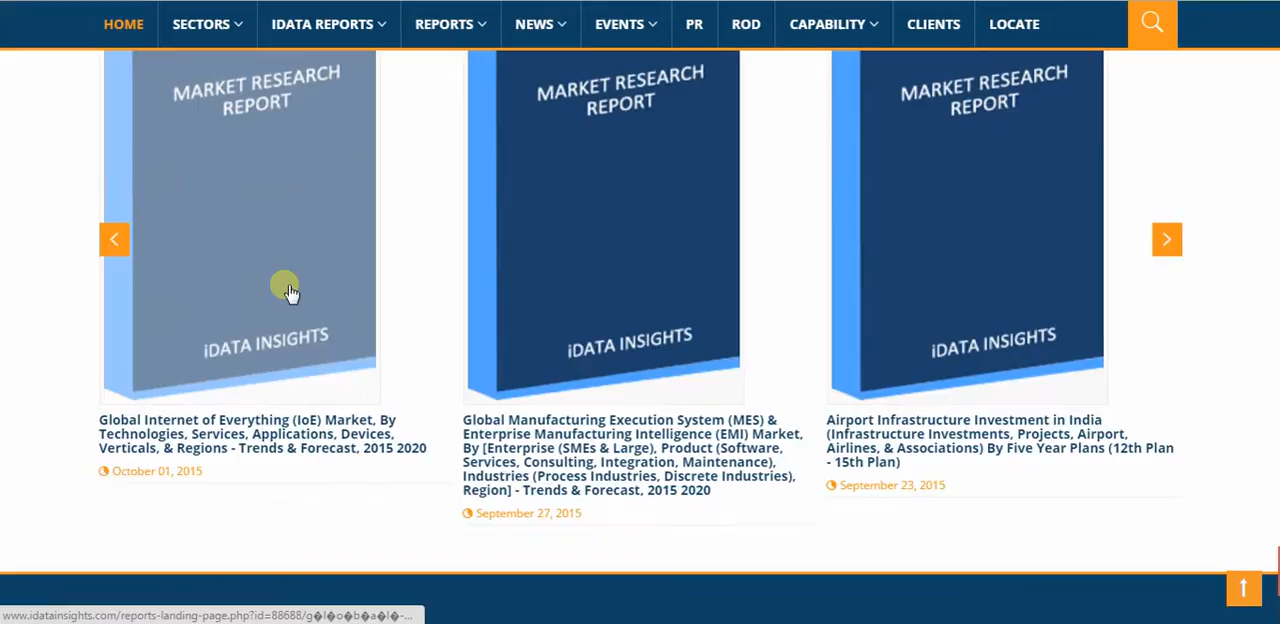 HOME SECTORS IDATA REPORTS REPORTS NEWS EVENTS PR ROD CAPABILITY CLIENTS LOCATE
MARKET RESEARCH
REPORT
iDATA INSIGHTS
MARKET RESEARCH
REPORT
iDATA INSIGHTS
MARKET RESEARCH
REPORT
iDATA INSIGHTS
Global Internet of Everything (IoE) Market, By
Technologies, Services, Applications, Devices,
Verticals, & Regions - Trends & Forecast, 2015 2020
October 01, 2015
Global Manufacturing Execution System (MES) &
Enterprise Manufacturing Intelligence (EMI) Market,
By [Enterprise (SMEs & Large), Product (Software,
Services, Consulting, Integration, Maintenance),
Industries (Process Industries, Discrete Industries),
Region] - Trends & Forecast, 2015 2020
September 27, 2015
Airport Infrastructure Investment in India
(Infrastructure Investments, Projects, Airport,
Airlines, & Associations) By Five Year Plans (12th Plan
- 15th Plan)
September 23, 2015
www.idatainsights.com/reports-landing-page.php?id=88688/g�l�o�b�a�l�-...